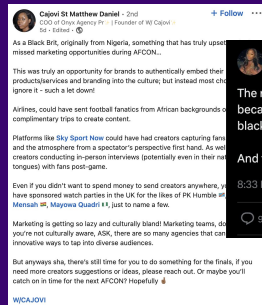 Cajovi St Matthew Daniel • 2nd
COO of Onyx Agency Pr | Founder of W/ Cajovi
5d • Edited •
+ Follow
As a Black Brit, originally from Nigeria, something that has truly upset
missed marketing opportunities during AFCON...
This was truly an opportunity for brands to authentically embed their
products/services and branding into the culture; but instead most cho
ignore it - such a let down!
Airlines, could have sent football fanatics from African backgrounds o
complimentary trips to create content.
Platforms like Sky Sport Now could have had creators capturing fans
and the atmosphere from a spectator's perspective first hand. As wel
creators conducting in-person interviews (potentially even in their nat
tongues) with fans post-game.
Even if you didn't want to spend money to send creators anywhere, yo
have sponsored watch parties in the UK for the likes of PK Humble
Mensah, Mayowa Quadri, just to name a few.
Marketing is getting so lazy and culturally bland! Marketing teams, do
you're not culturally aware, ASK, there are so many agencies that can
innovative ways to tap into diverse audiences.
But anyways sha, there's still time for you to do something for the finals, if you
need more creators suggestions or ideas, please reach out. Or maybe you'll
catch on in time for the next AFCON? Hopefully
W/CAJOVI
The
beca
black
And
8:33